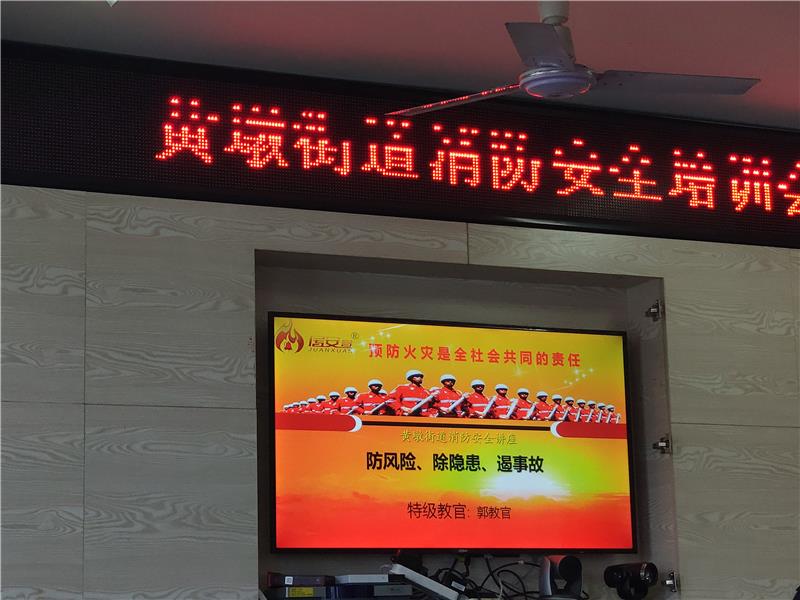 黄墩街道消防安全培训会
居安宣®
JUANXUAN
预防火灾是全社会共同的责任
黄墩街道消防安全讲座
防风险、除隐患、遏事故
特级教官：郭教官